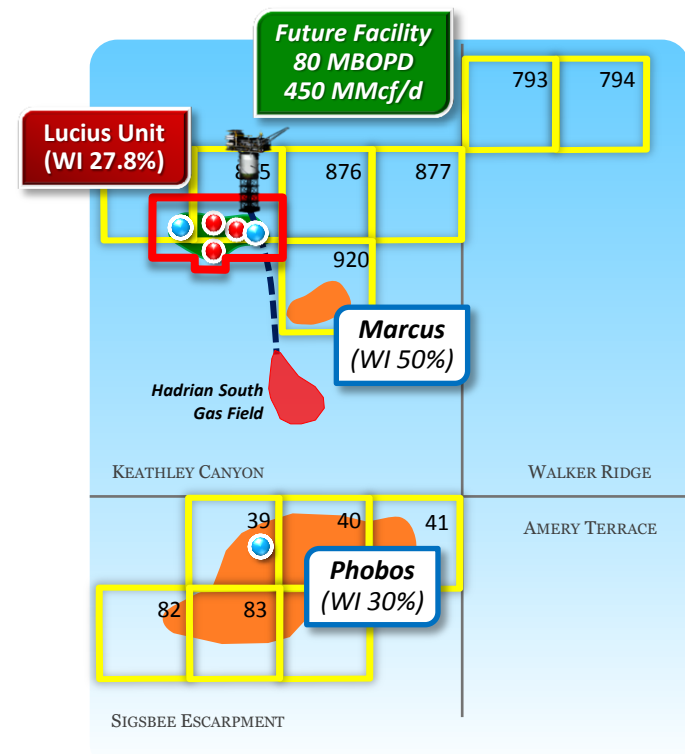 Future Facility
80 MBOPD
450 MMcf/d
793
794
Lucius Unit
(WI 27.8%)
876
877
920
Marcus
(WI 50%)
Hadrian South
Gas Field
KEATHLEY CANYON
WALKER RIDGE
39
40
41
AMERY TERRACE
Phobos
(WI 30%)
82
83
SIGSBEE ESCARPMENT